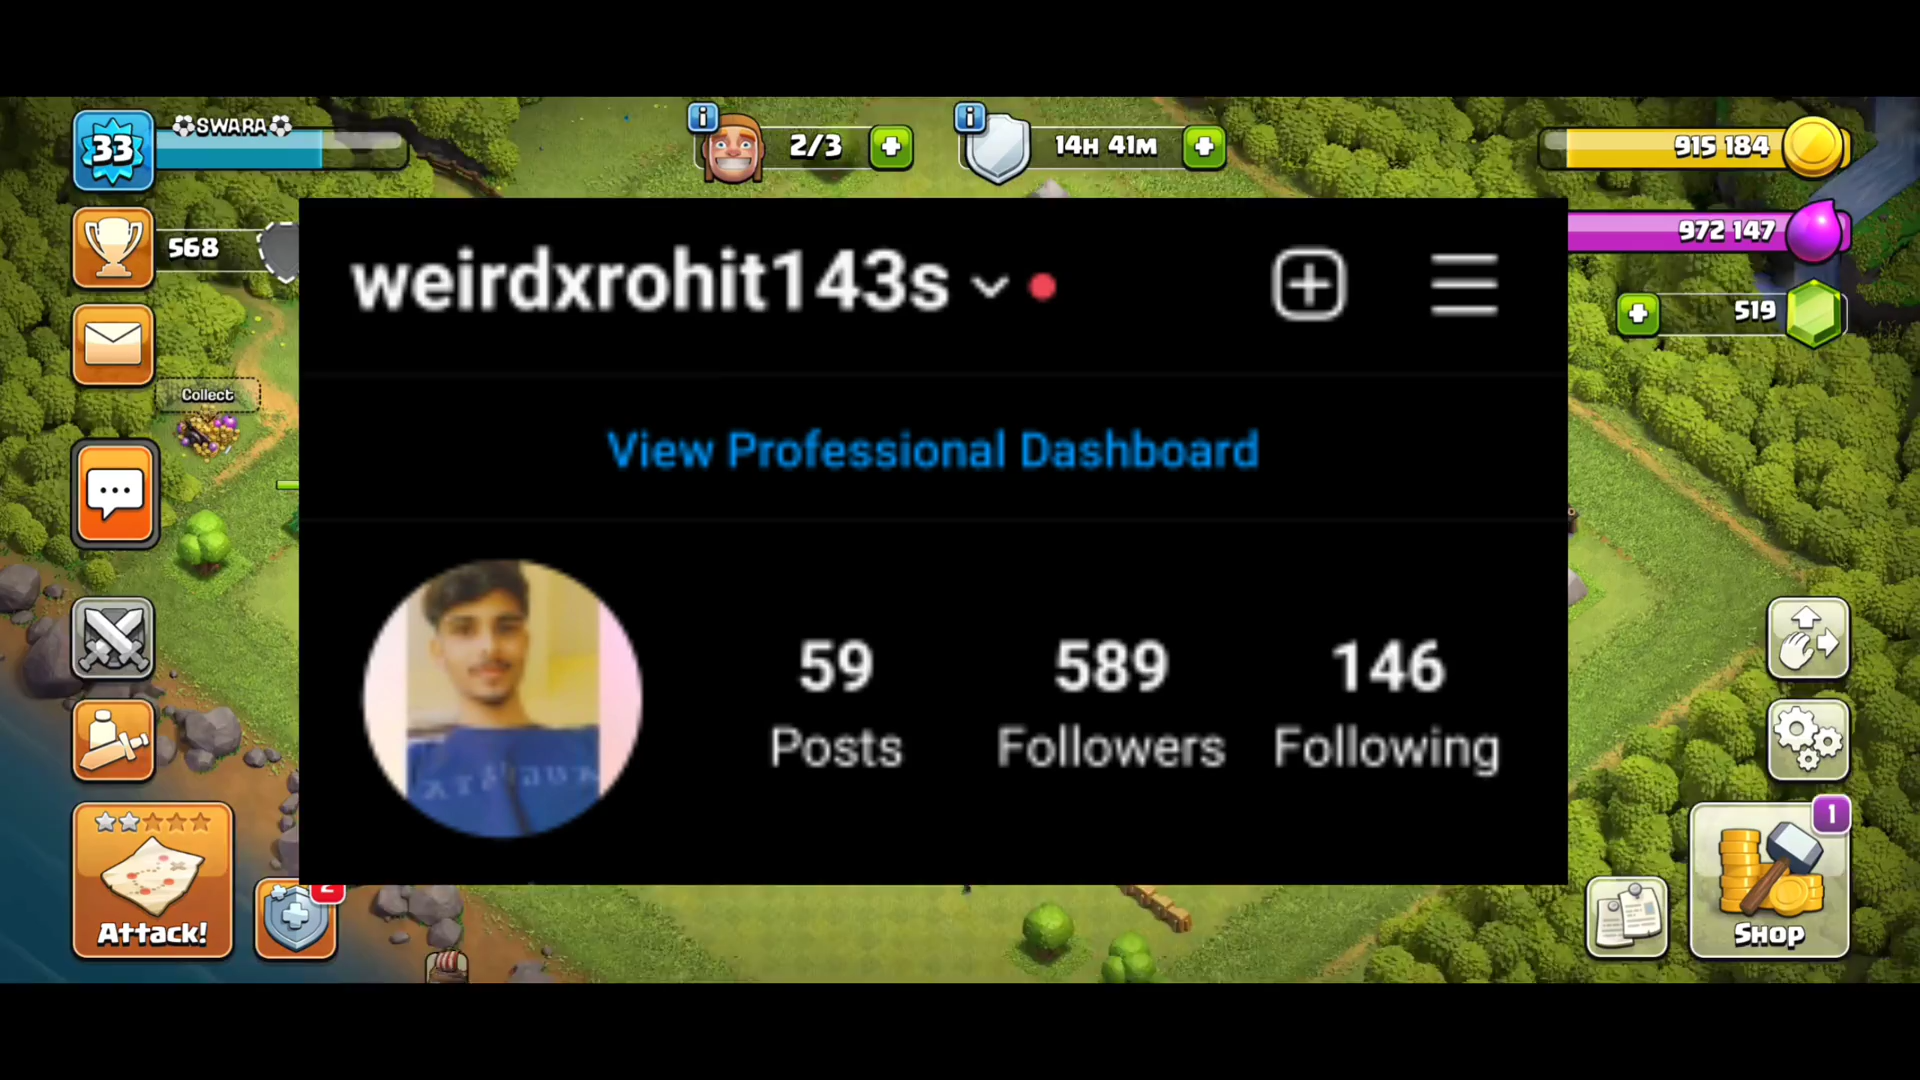 33
⚽SWARA⚽
2/3
14H 41M
915 184
568
972 147
519
Collect
weirdxrohit143s
View Professional Dashboard
59
Posts
589
Followers
146
Following
Attack!
2
1
Shop